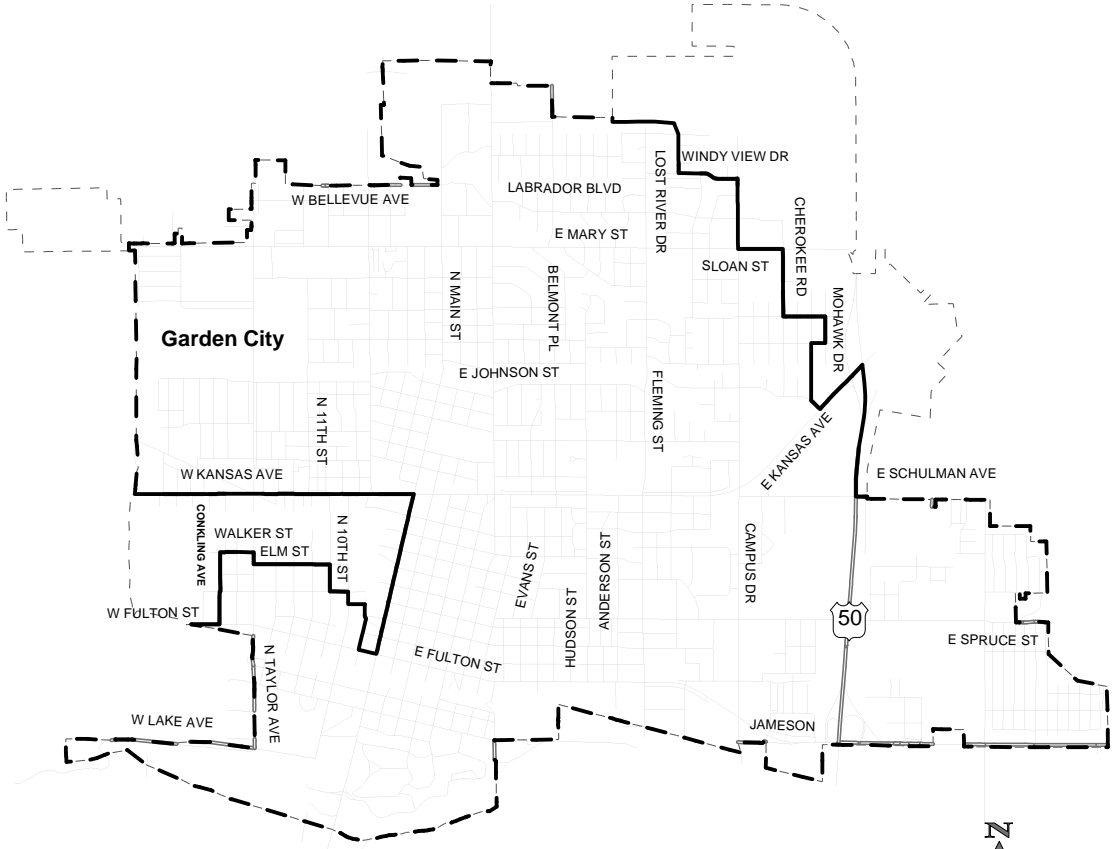 WINDY VIEW DR
LOST RIVER DR
LABRADOR BLVD
W BELLEVUE AVE
CHEROKEE RD
E MARY ST
SLOAN ST
N MAIN ST
BELMONT PL
MOHAWK DR
Garden City
E JOHNSON ST
FLEMING ST
N 11TH ST
E KANSAS AVE
W KANSAS AVE
E SCHULMAN AVE
CONKLING AVE
WALKER ST
N 10TH ST
ELM ST
EVANS ST
ANDERSON ST
CAMPUS DR
HUDSON ST
W FULTON ST
50
E SPRUCE ST
N TAYLOR AVE
E FULTON ST
W LAKE AVE
JAMESON
N